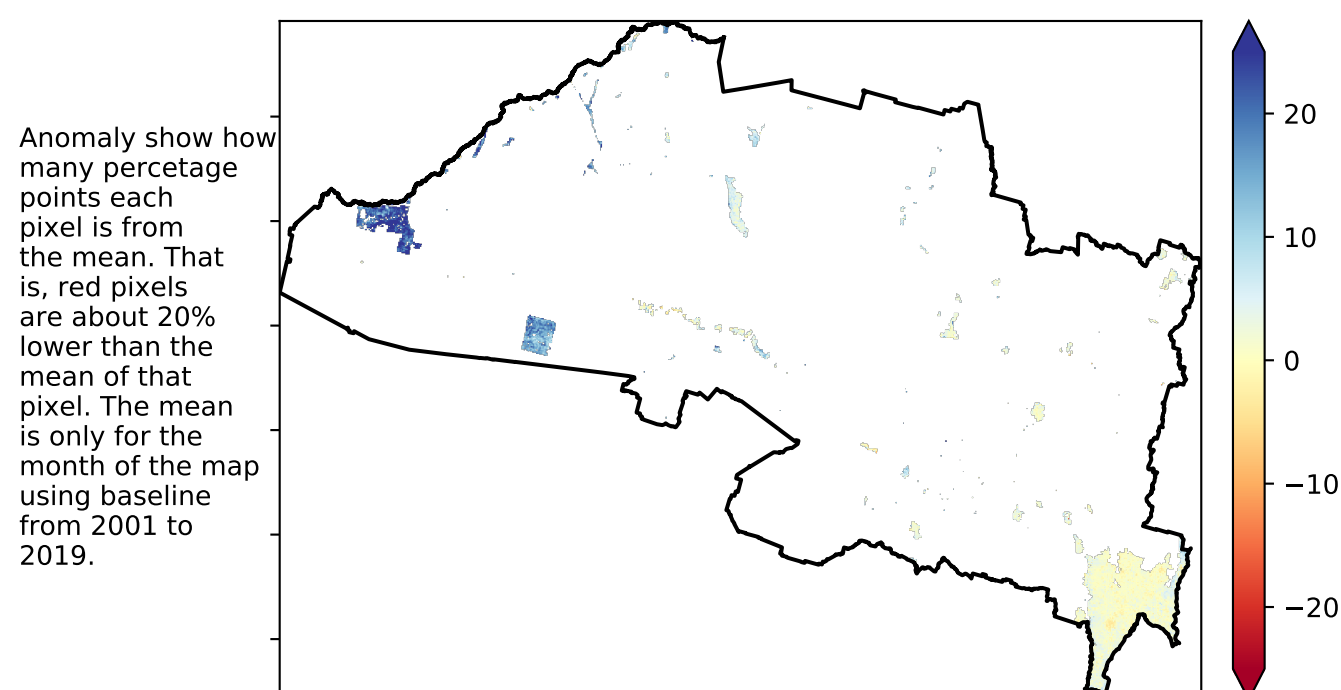 Anomaly show how
many percetage
points each
pixel is from
the mean. That
is, red pixels
are about 20%
lower than the
mean of that
pixel. The mean
is only for the
month of the map
using baseline
from 2001 to
2019.
20
10
0
−10
−20